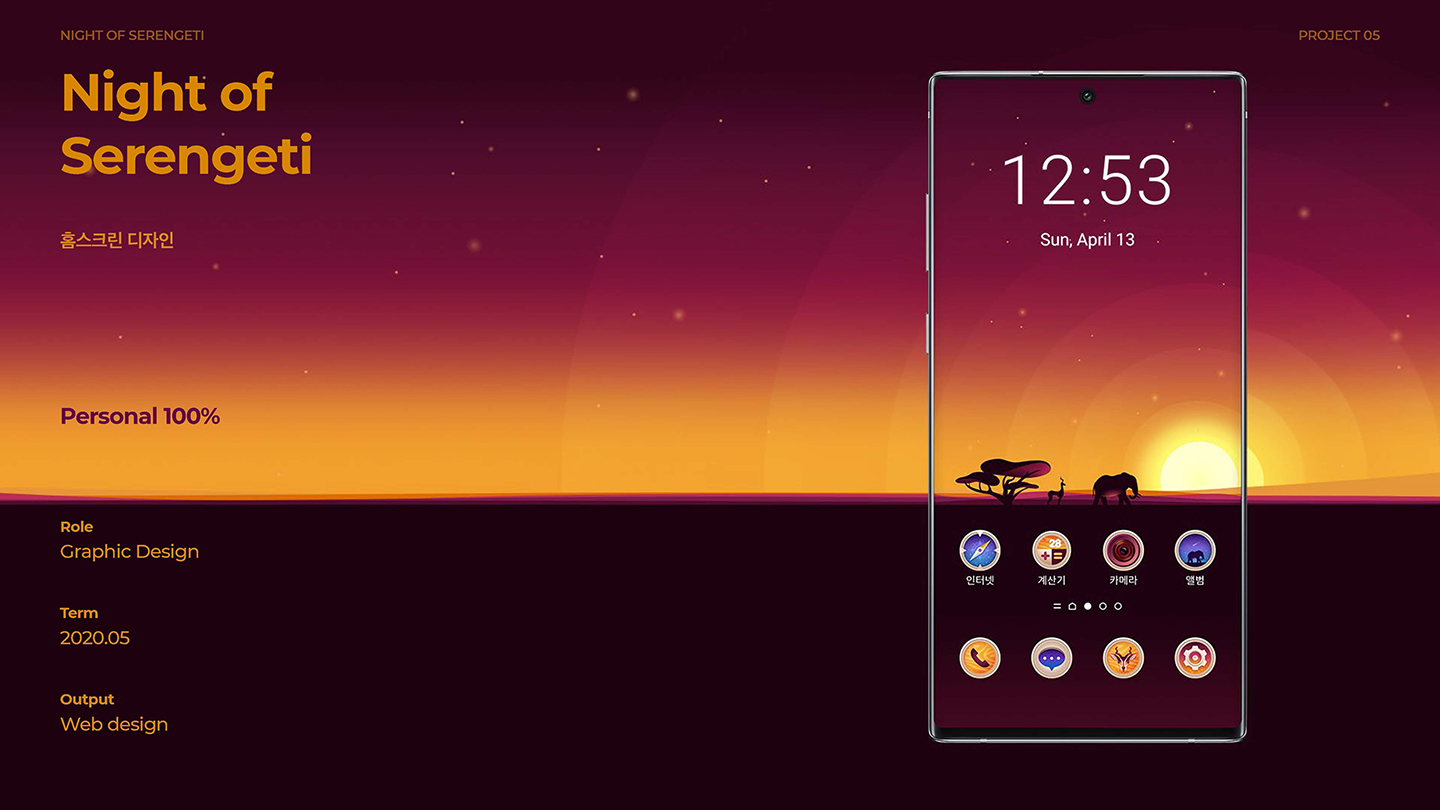 NIGHT OF SERENGETI
PROJECT 05
Night of
Serengeti
홈스크린 디자인
Personal 100%
Role
Graphic Design
Term
2020.05
Output
Web design
12:53
Sun, April 13
28
인터넷 계산기 카메라 앨범